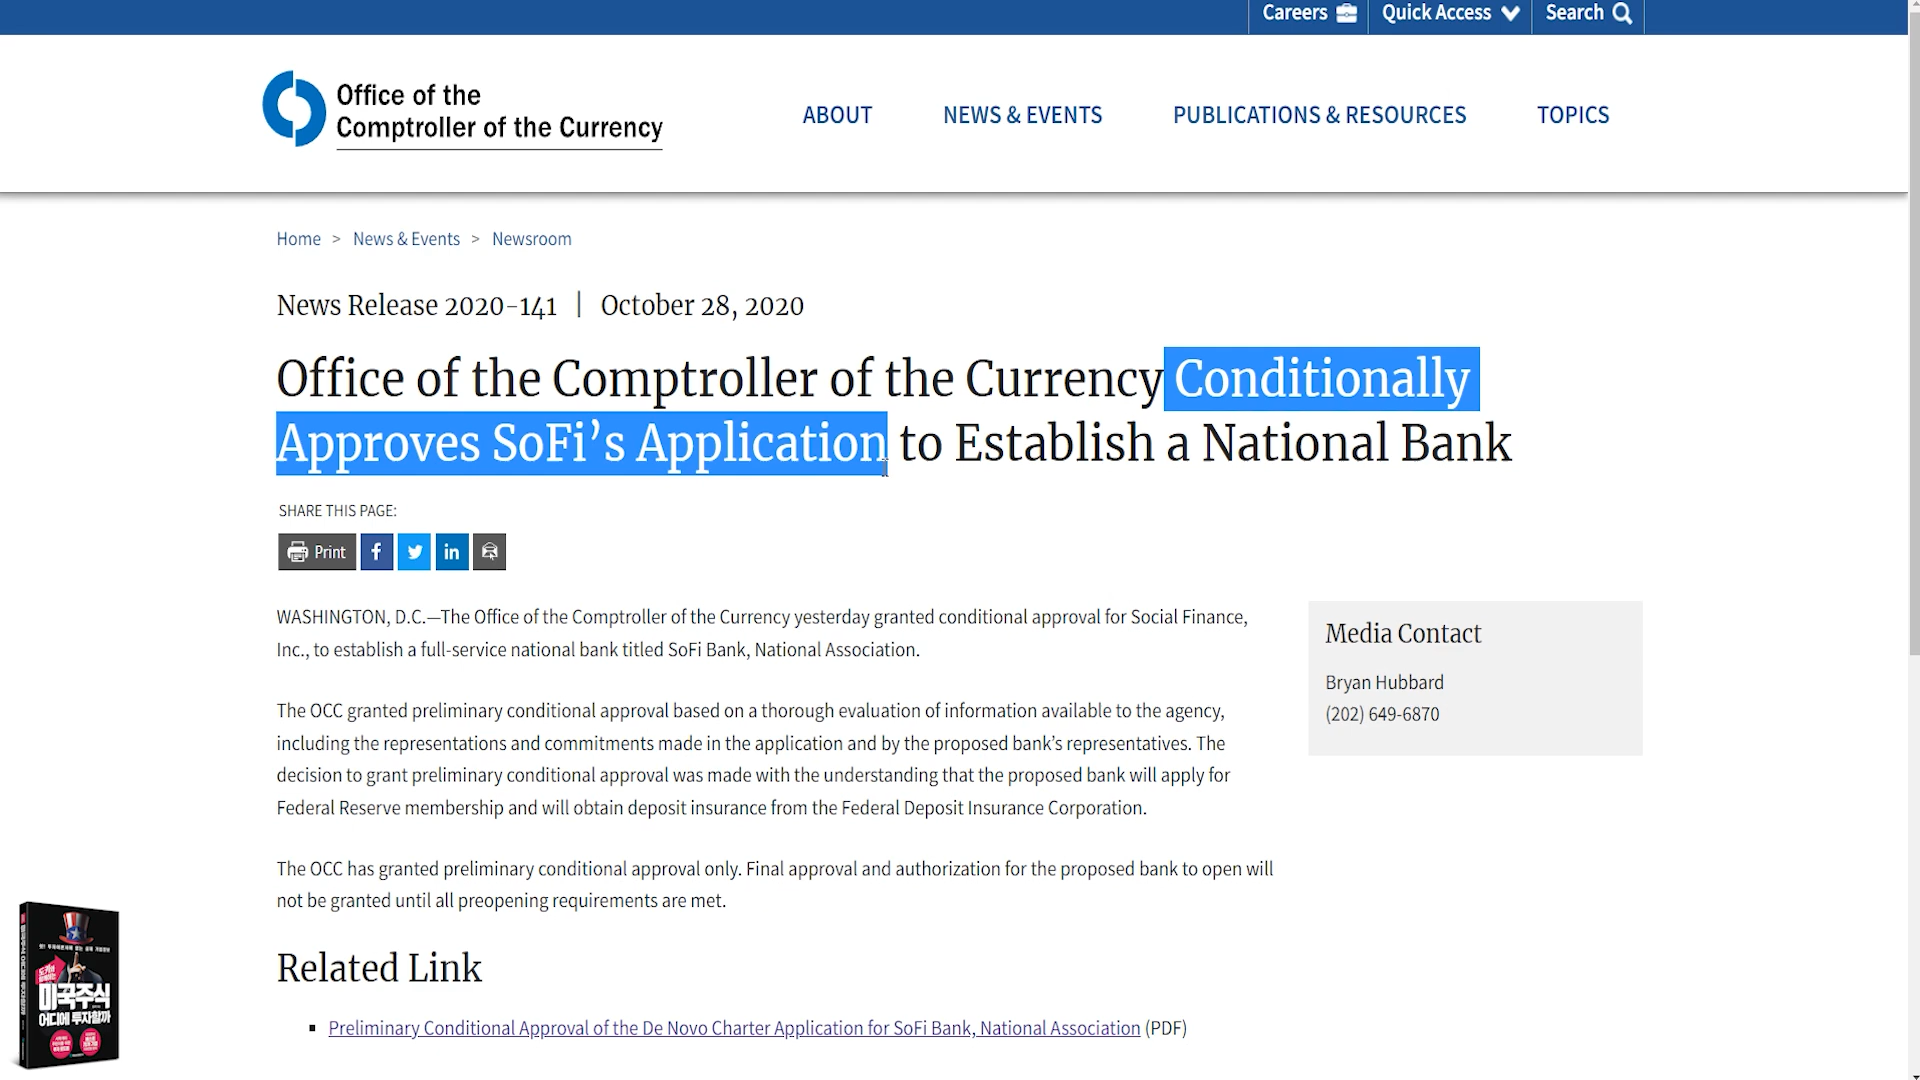 Careers
Quick Access
Search
Office of the
Comptroller of the Currency
ABOUT
NEWS & EVENTS
PUBLICATIONS & RESOURCES
TOPICS
Home > News & Events > Newsroom
News Release 2020-141 | October 28, 2020
Office of the Comptroller of the Currency Conditionally
Approves SoFi’s Application to Establish a National Bank
SHARE THIS PAGE:
Print
WASHINGTON, D.C.—The Office of the Comptroller of the Currency yesterday granted conditional approval for Social Finance,
Inc., to establish a full-service national bank titled SoFi Bank, National Association.
The OCC granted preliminary conditional approval based on a thorough evaluation of information available to the agency,
including the representations and commitments made in the application and by the proposed bank’s representatives. The
decision to grant preliminary conditional approval was made with the understanding that the proposed bank will apply for
Federal Reserve membership and will obtain deposit insurance from the Federal Deposit Insurance Corporation.
The OCC has granted preliminary conditional approval only. Final approval and authorization for the proposed bank to open will
not be granted until all preopening requirements are met.
Media Contact
Bryan Hubbard
(202) 649-6870
Related Link
Preliminary Conditional Approval of the De Novo Charter Application for SoFi Bank, National Association (PDF)
미국주식
어디에 투자할까